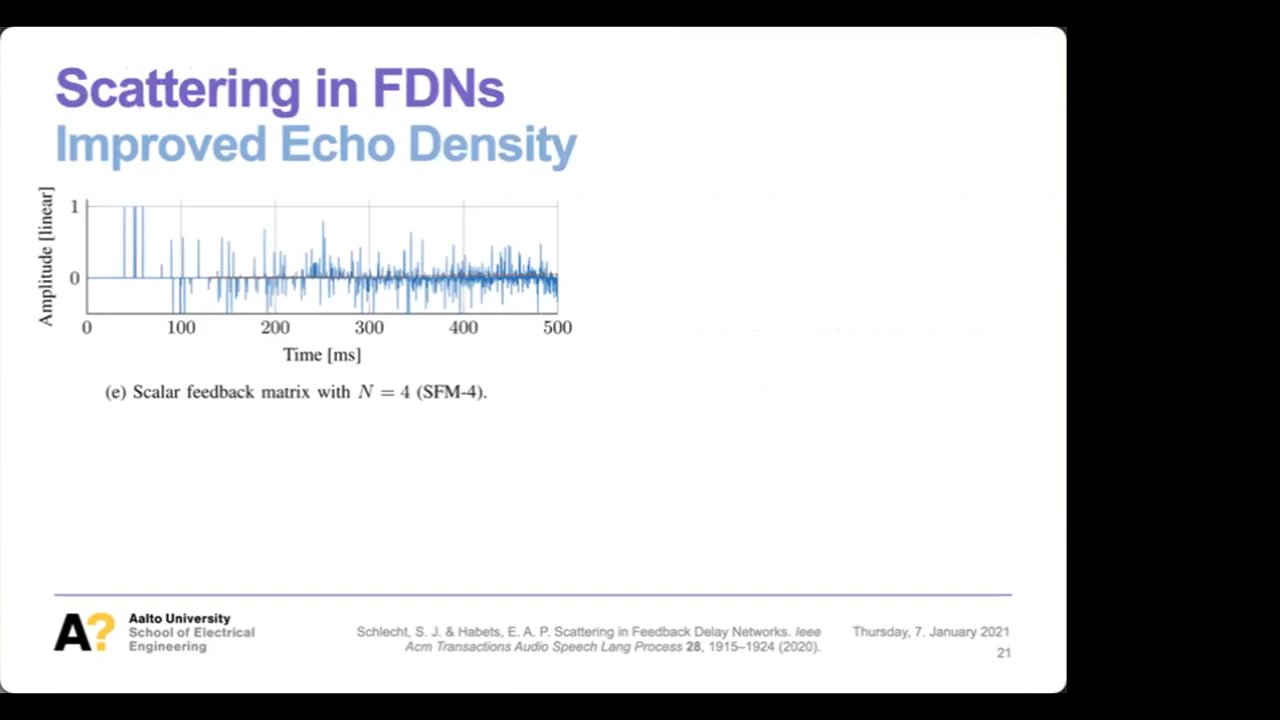 Scattering in FDNs
Improved Echo Density
Amplitude [linear]
1
0
0 100 200 300 400 500
Time [ms]
(e) Scalar feedback matrix with N = 4 (SFM-4).
A?
Aalto University
School of Electrical
Engineering
Schlecht, S. J. & Habets, E. A. P. Scattering in Feedback Delay Networks. Ieee
Acm Transactions Audio Speech Lang Process 28, 1915–1924 (2020).
Thursday, 7. January 2021
21